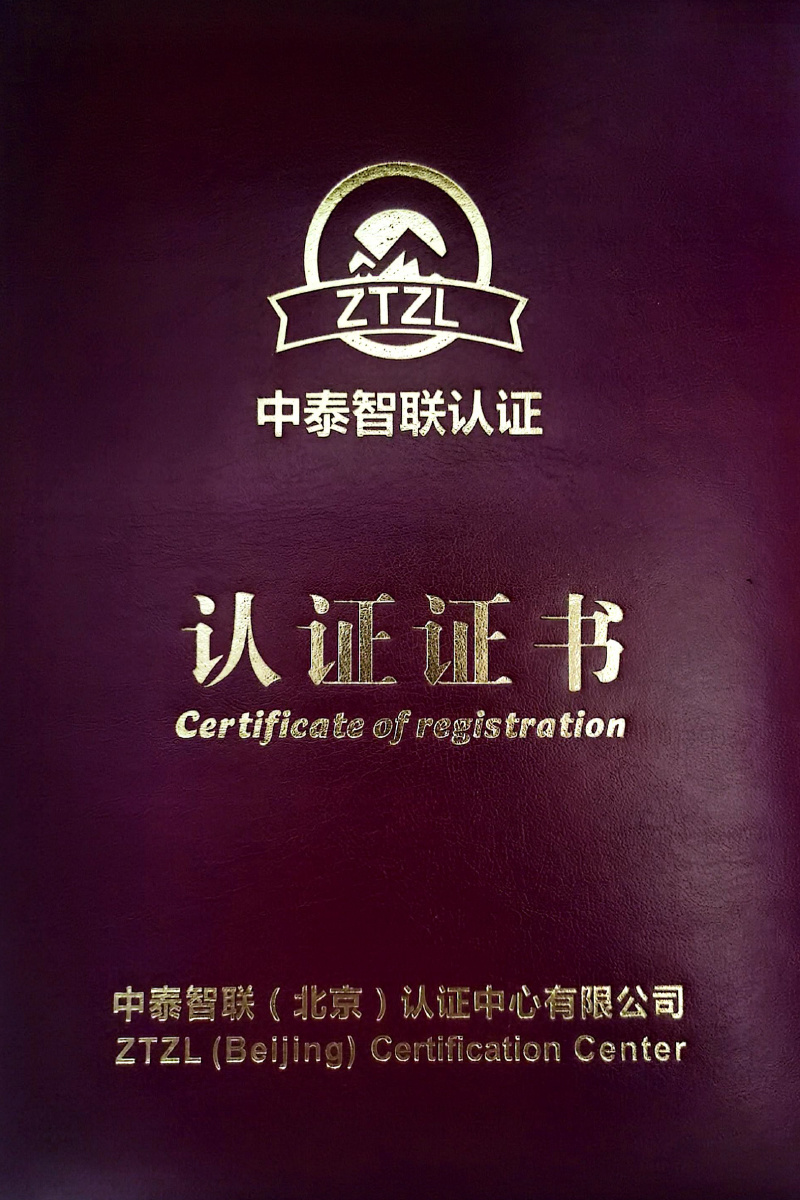 ZTZL
中泰智联认证
认证证书
Certificate of registration
中泰智联（北京）认证中心有限公司
ZTZL (Beijing) Certification Center